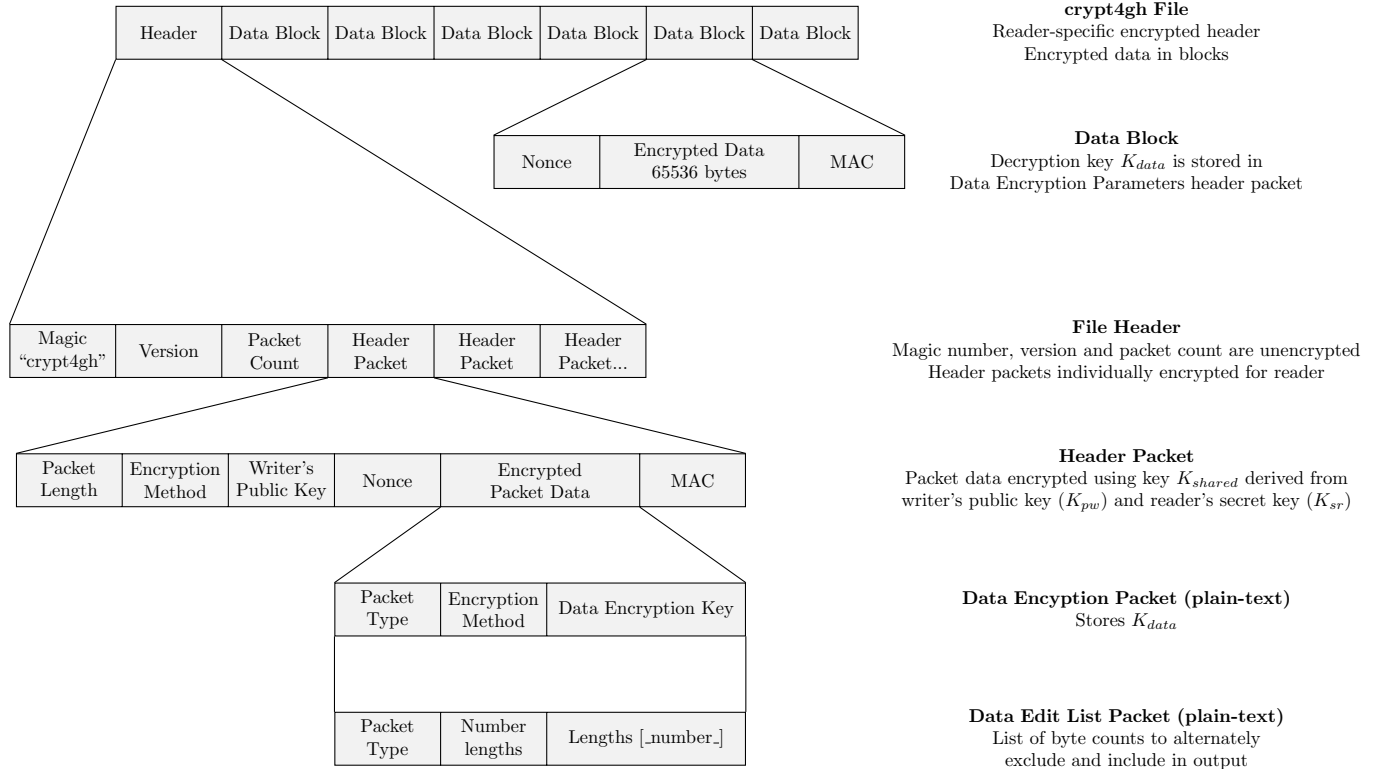 Header
Data Block
Data Block
Data Block
Data Block
Data Block
Data Block
crypt4gh File
Reader-specific encrypted header
Encrypted data in blocks
Nonce
Encrypted Data
65536 bytes
MAC
Data Block
Decryption key K_data is stored in
Data Encryption Parameters header packet
Magic
“crypt4gh”
Version
Packet
Count
Header
Packet
Header
Packet
Header
Packet...
File Header
Magic number, version and packet count are unencrypted
Header packets individually encrypted for reader
Packet
Length
Encryption
Method
Writer's
Public Key
Nonce
Encrypted
Packet Data
MAC
Header Packet
Packet data encrypted using key K_shared derived from
writer's public key (K_pw) and reader's secret key (K_sr)
Packet
Type
Encryption
Method
Data Encryption Key
Data Encyption Packet (plain-text)
Stores K_data
Packet
Type
Number
lengths
Lengths [_number_]
Data Edit List Packet (plain-text)
List of byte counts to alternately
exclude and include in output